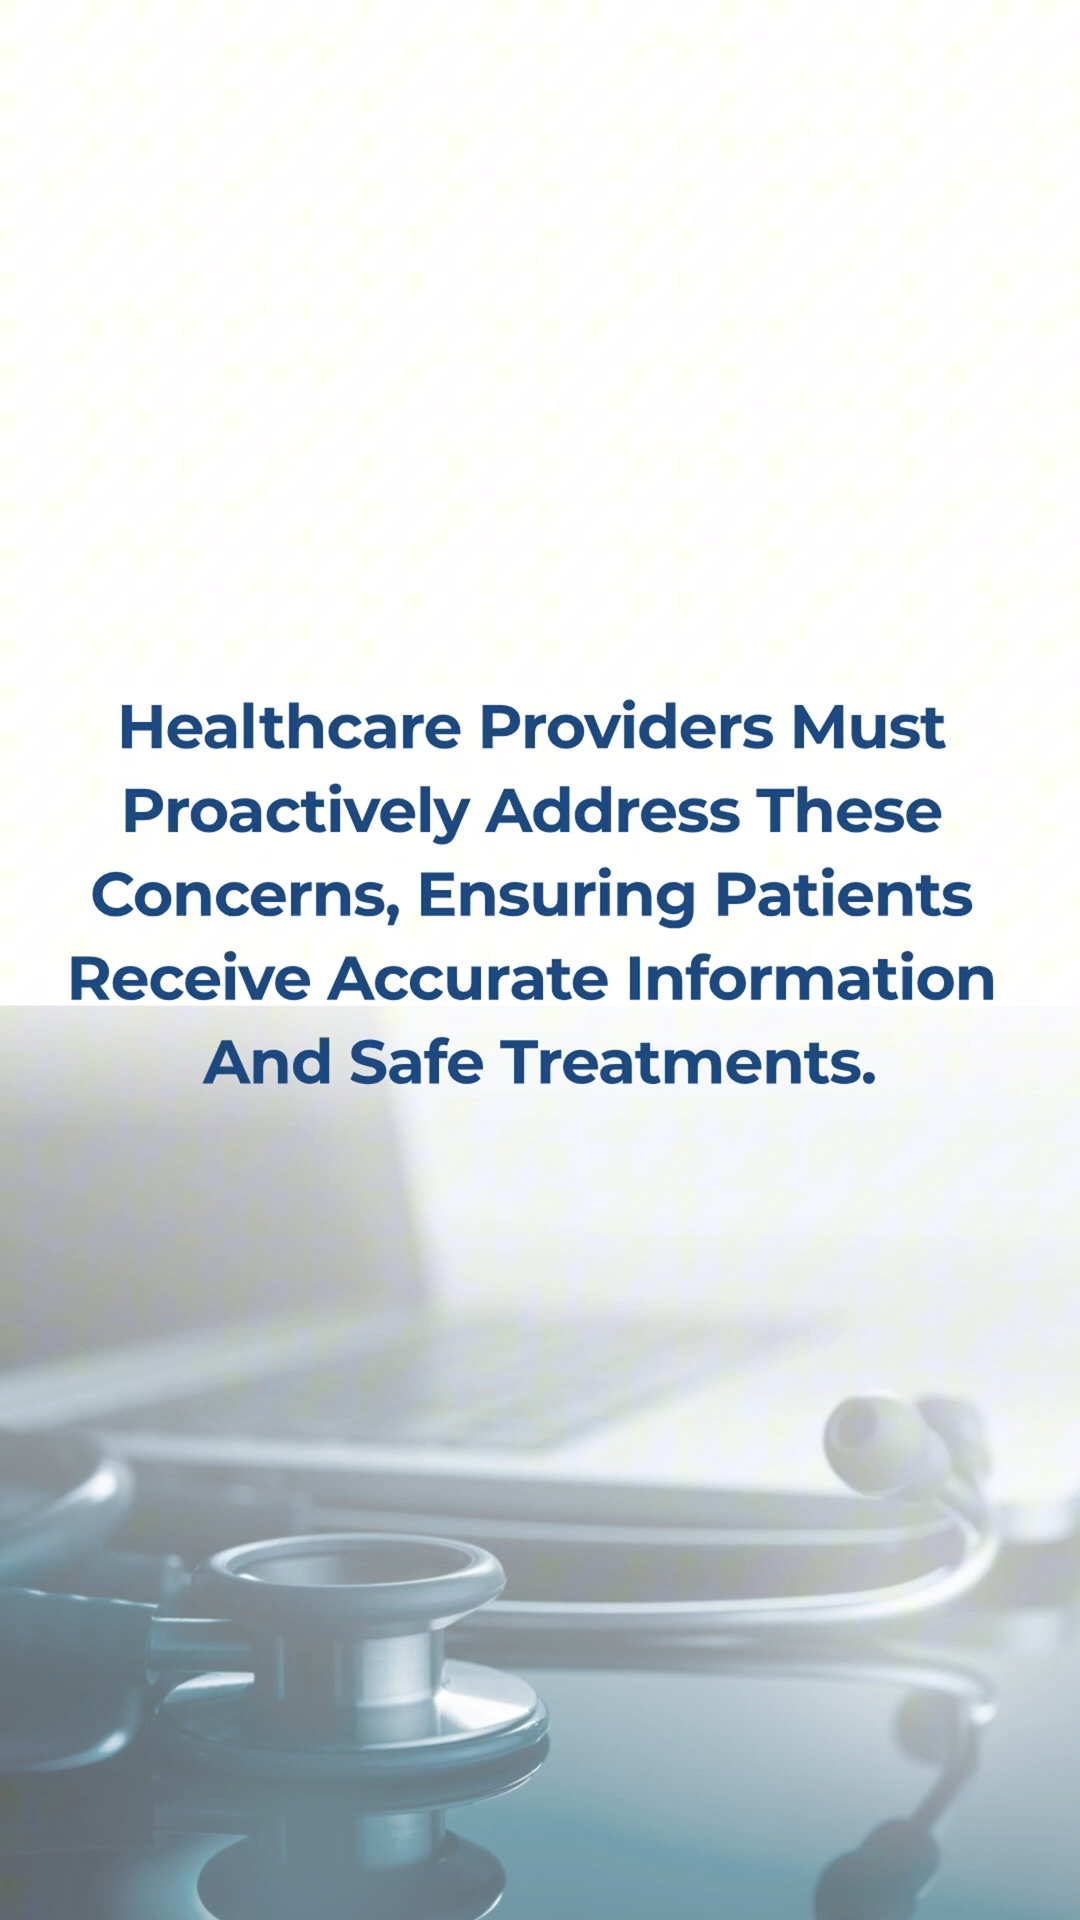 Healthcare Providers Must
Proactively Address These
Concerns, Ensuring Patients
Receive Accurate Information
And Safe Treatments.